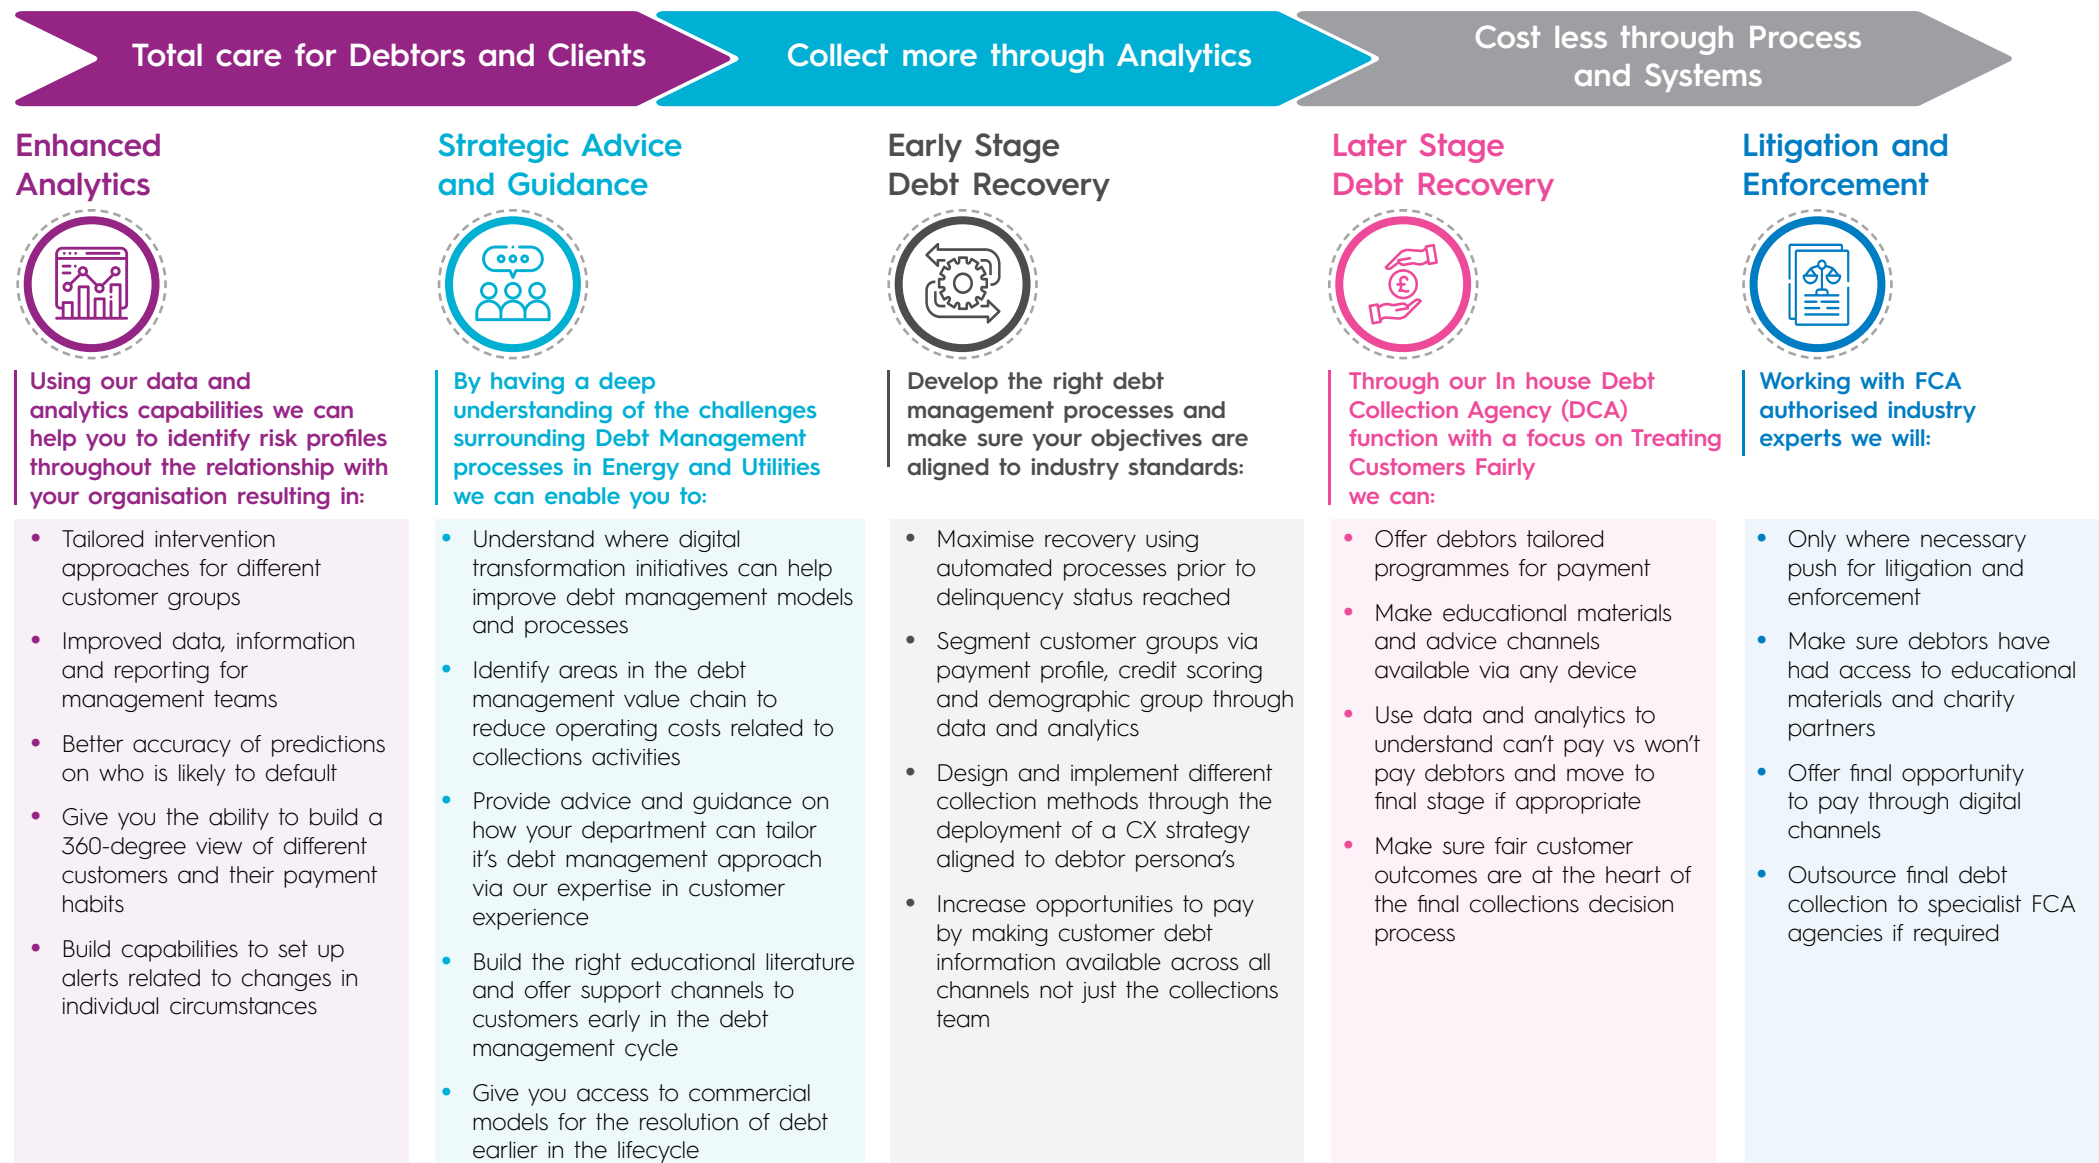 Total care for Debtors and Clients
Collect more through Analytics
Cost less through Process
and Systems
Enhanced
Analytics
Using our data and
analytics capabilities we can
help you to identify risk profiles
throughout the relationship with
your organisation resulting in:
• Tailored intervention
approaches for different
customer groups
• Improved data, information
and reporting for
management teams
• Better accuracy of predictions
on who is likely to default
• Give you the ability to build a
360-degree view of different
customers and their payment
habits
• Build capabilities to set up
alerts related to changes in
individual circumstances
Strategic Advice
and Guidance
By having a deep
understanding of the challenges
surrounding Debt Management
processes in Energy and Utilities
we can enable you to:
• Understand where digital
transformation initiatives can help
improve debt management models
and processes
• Identify areas in the debt
management value chain to
reduce operating costs related to
collections activities
• Provide advice and guidance on
how your department can tailor
it's debt management approach
via our expertise in customer
experience
• Build the right educational literature
and offer support channels to
customers early in the debt
management cycle
• Give you access to commercial
models for the resolution of debt
earlier in the lifecycle
Early Stage
Debt Recovery
Develop the right debt
management processes and
make sure your objectives are
aligned to industry standards:
• Maximise recovery using
automated processes prior to
delinquency status reached
• Segment customer groups via
payment profile, credit scoring
and demographic group through
data and analytics
• Design and implement different
collection methods through the
deployment of a CX strategy
aligned to debtor persona's
• Increase opportunities to pay
by making customer debt
information available across all
channels not just the collections
team
Later Stage
Debt Recovery
£
Through our In house Debt
Collection Agency (DCA)
function with a focus on Treating
Customers Fairly
we can:
• Offer debtors tailored
programmes for payment
• Make educational materials
and advice channels
available via any device
• Use data and analytics to
understand can't pay vs won't
pay debtors and move to
final stage if appropriate
• Make sure fair customer
outcomes are at the heart of
the final collections decision
process
Litigation and
Enforcement
Working with FCA
authorised industry
experts we will:
• Only where necessary
push for litigation and
enforcement
• Make sure debtors have
had access to educational
materials and charity
partners
• Offer final opportunity
to pay through digital
channels
• Outsource final debt
collection to specialist FCA
agencies if required